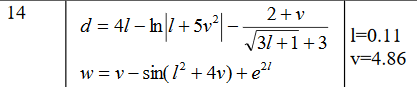 14
d = 4l − ln|l + 5v²| − (2 + v)/(√(3l + 1) + 3)
w = v − sin(l² + 4v) + e^(2l)
l=0.11
v=4.86